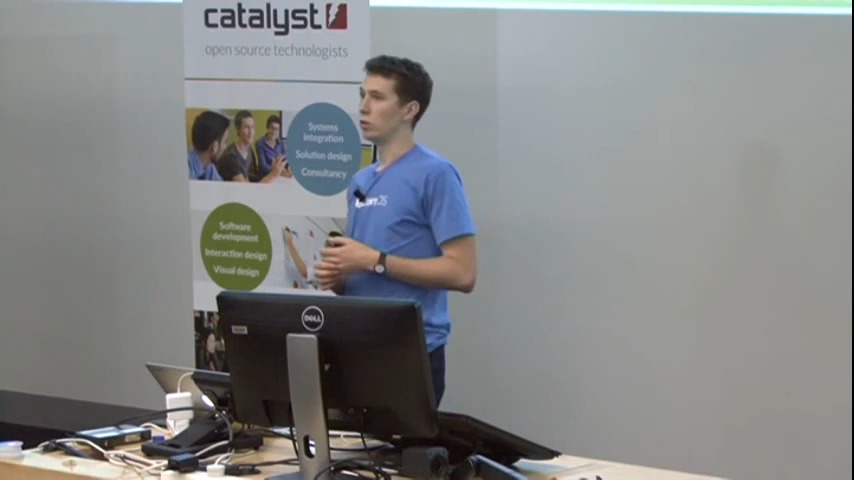 catalyst
open source technologists
Systems
integration
Solution design
Consultancy
Software
development
Interaction design
Visual design
DELL